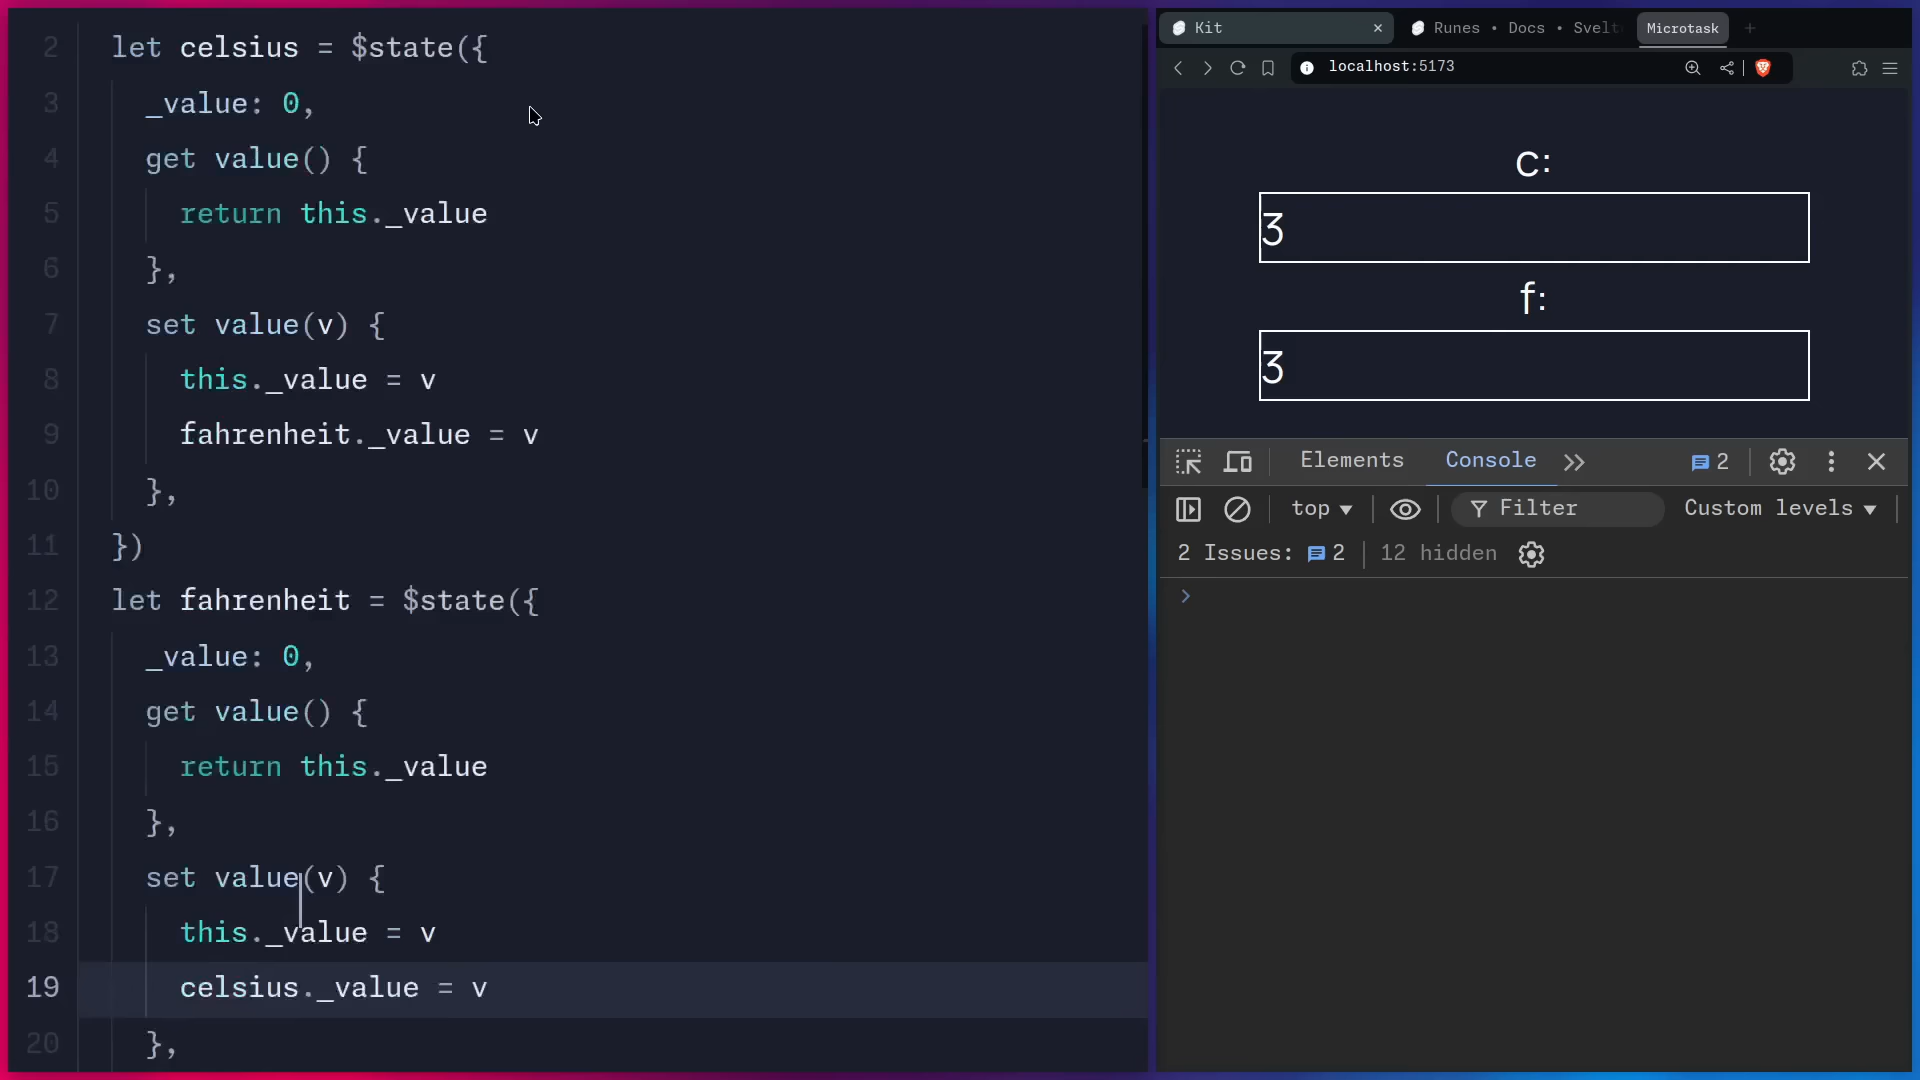 2 let celsius = $state({
3 _value: 0,
4 get value() {
5 return this._value
6 },
7 set value(v) {
8 this._value = v
9 fahrenheit._value = v
10 },
11 })
12 let fahrenheit = $state({
13 _value: 0,
14 get value() {
15 return this._value
16 },
17 set value(v) {
18 this._value = v
19 celsius._value = v
20 },
Kit × Runes • Docs • Svelt Microtask +
localhost:5173
c:
3
f:
3
Elements Console 2
top Filter Custom levels
2 Issues: 2 12 hidden